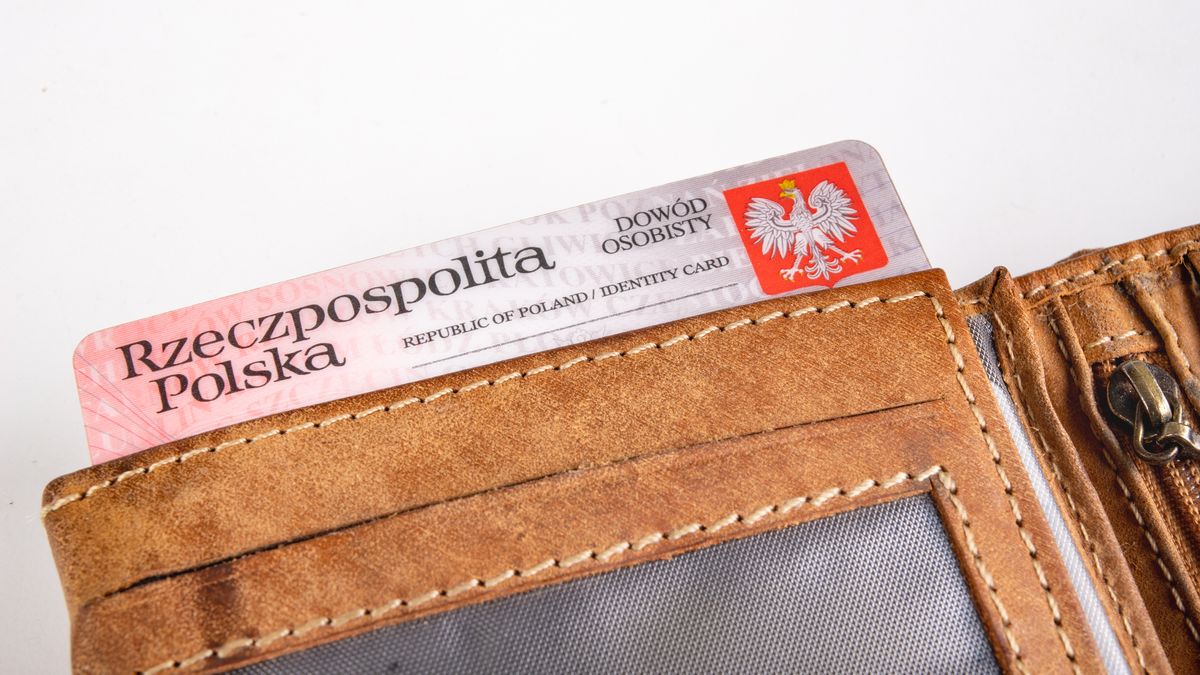 Rzeczpospolita
Polska
DOWÓD
OSOBISTY
REPUBLIC OF POLAND / IDENTITY CARD